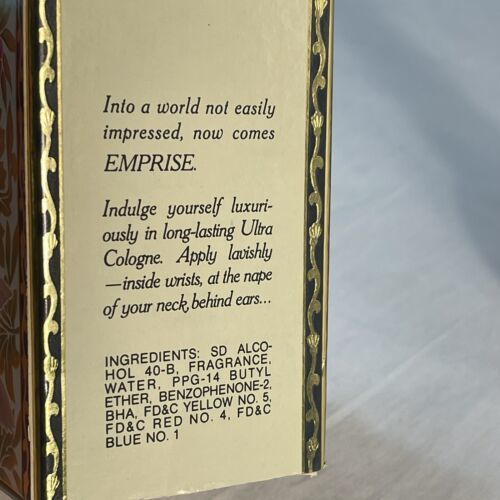 Into a world not easily
impressed, now comes
EMPRISE.
Indulge yourself luxuri-
ously in long-lasting Ultra
Cologne. Apply lavishly
—inside wrists, at the nape
of your neck, behind ears...
INGREDIENTS: SD ALCO-
HOL 40-B, FRAGRANCE,
WATER, PPG-14 BUTYL
ETHER, BENZOPHENONE-2,
BHA, FD&C YELLOW NO. 5,
FD&C RED NO. 4, FD&C
BLUE NO. 1